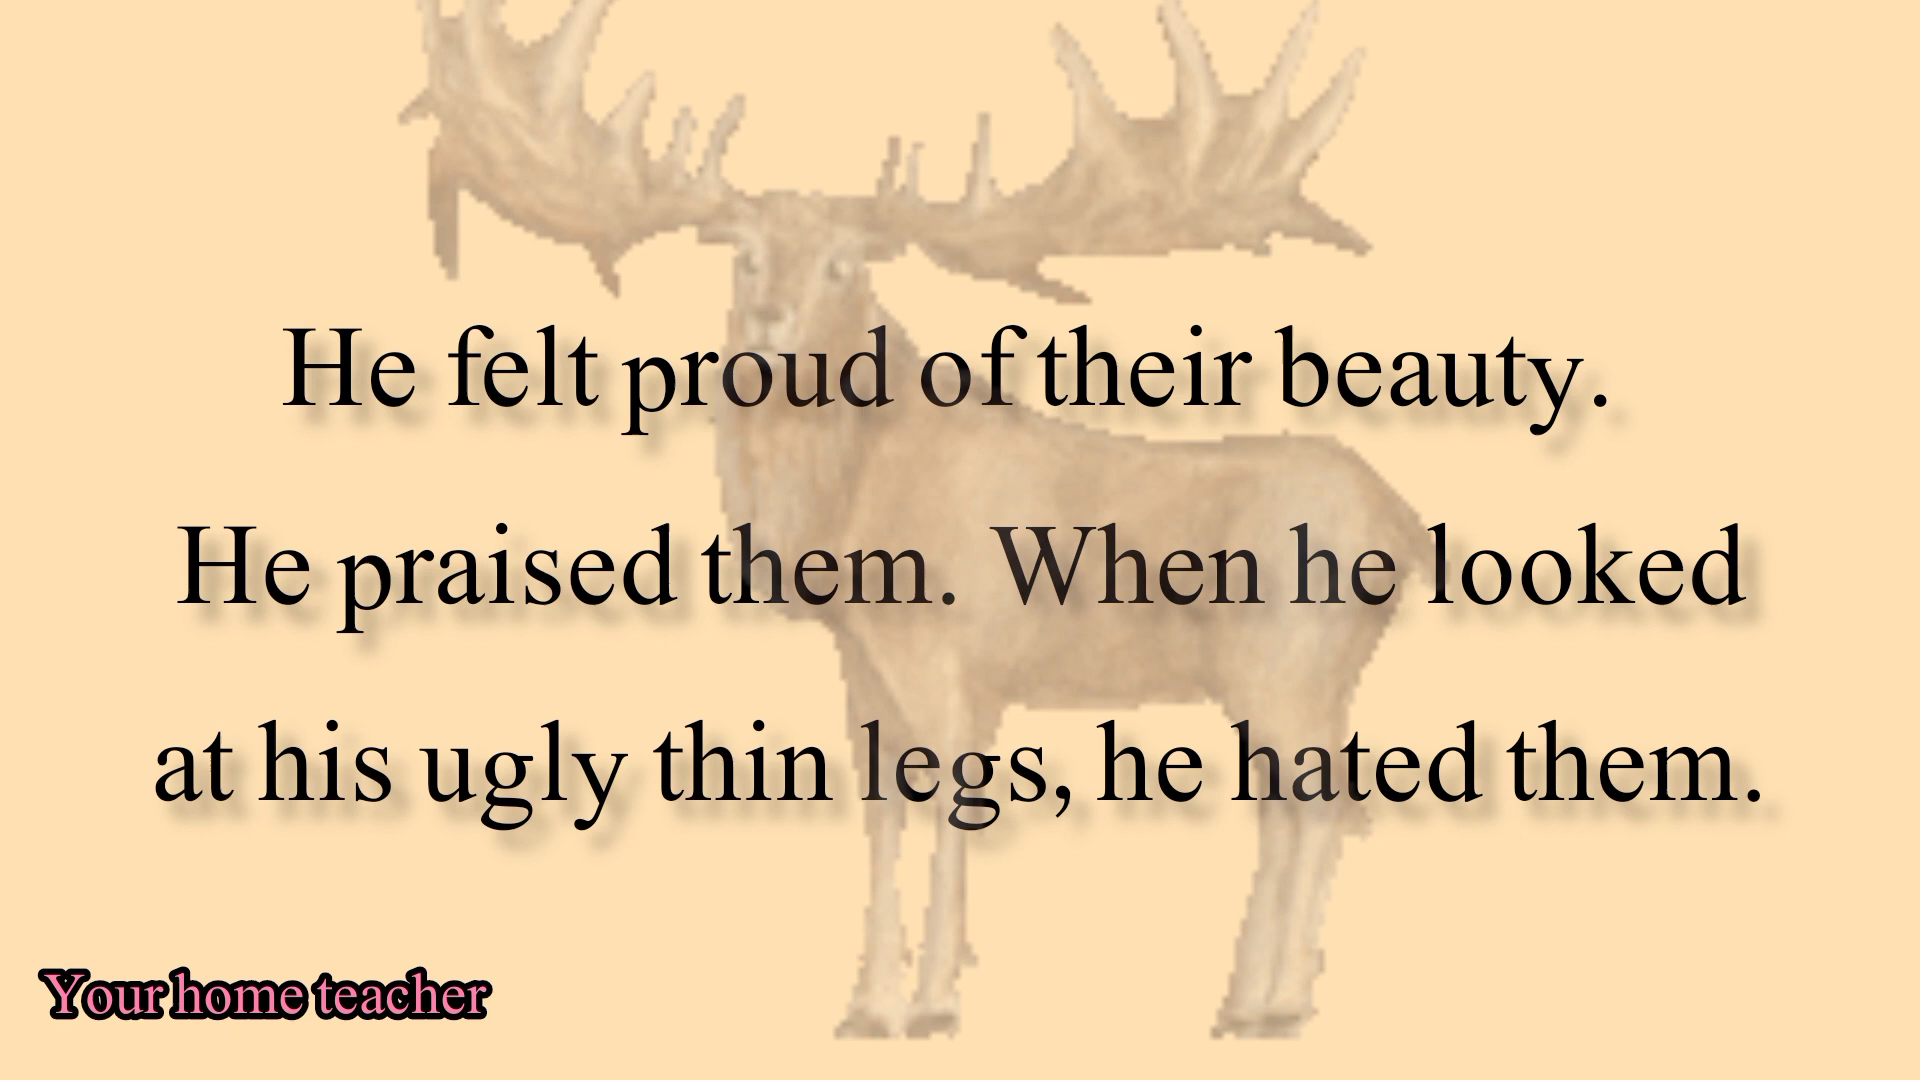 He felt proud of their beauty.
He praised them. When he looked
at his ugly thin legs, he hated them.
Your home teacher